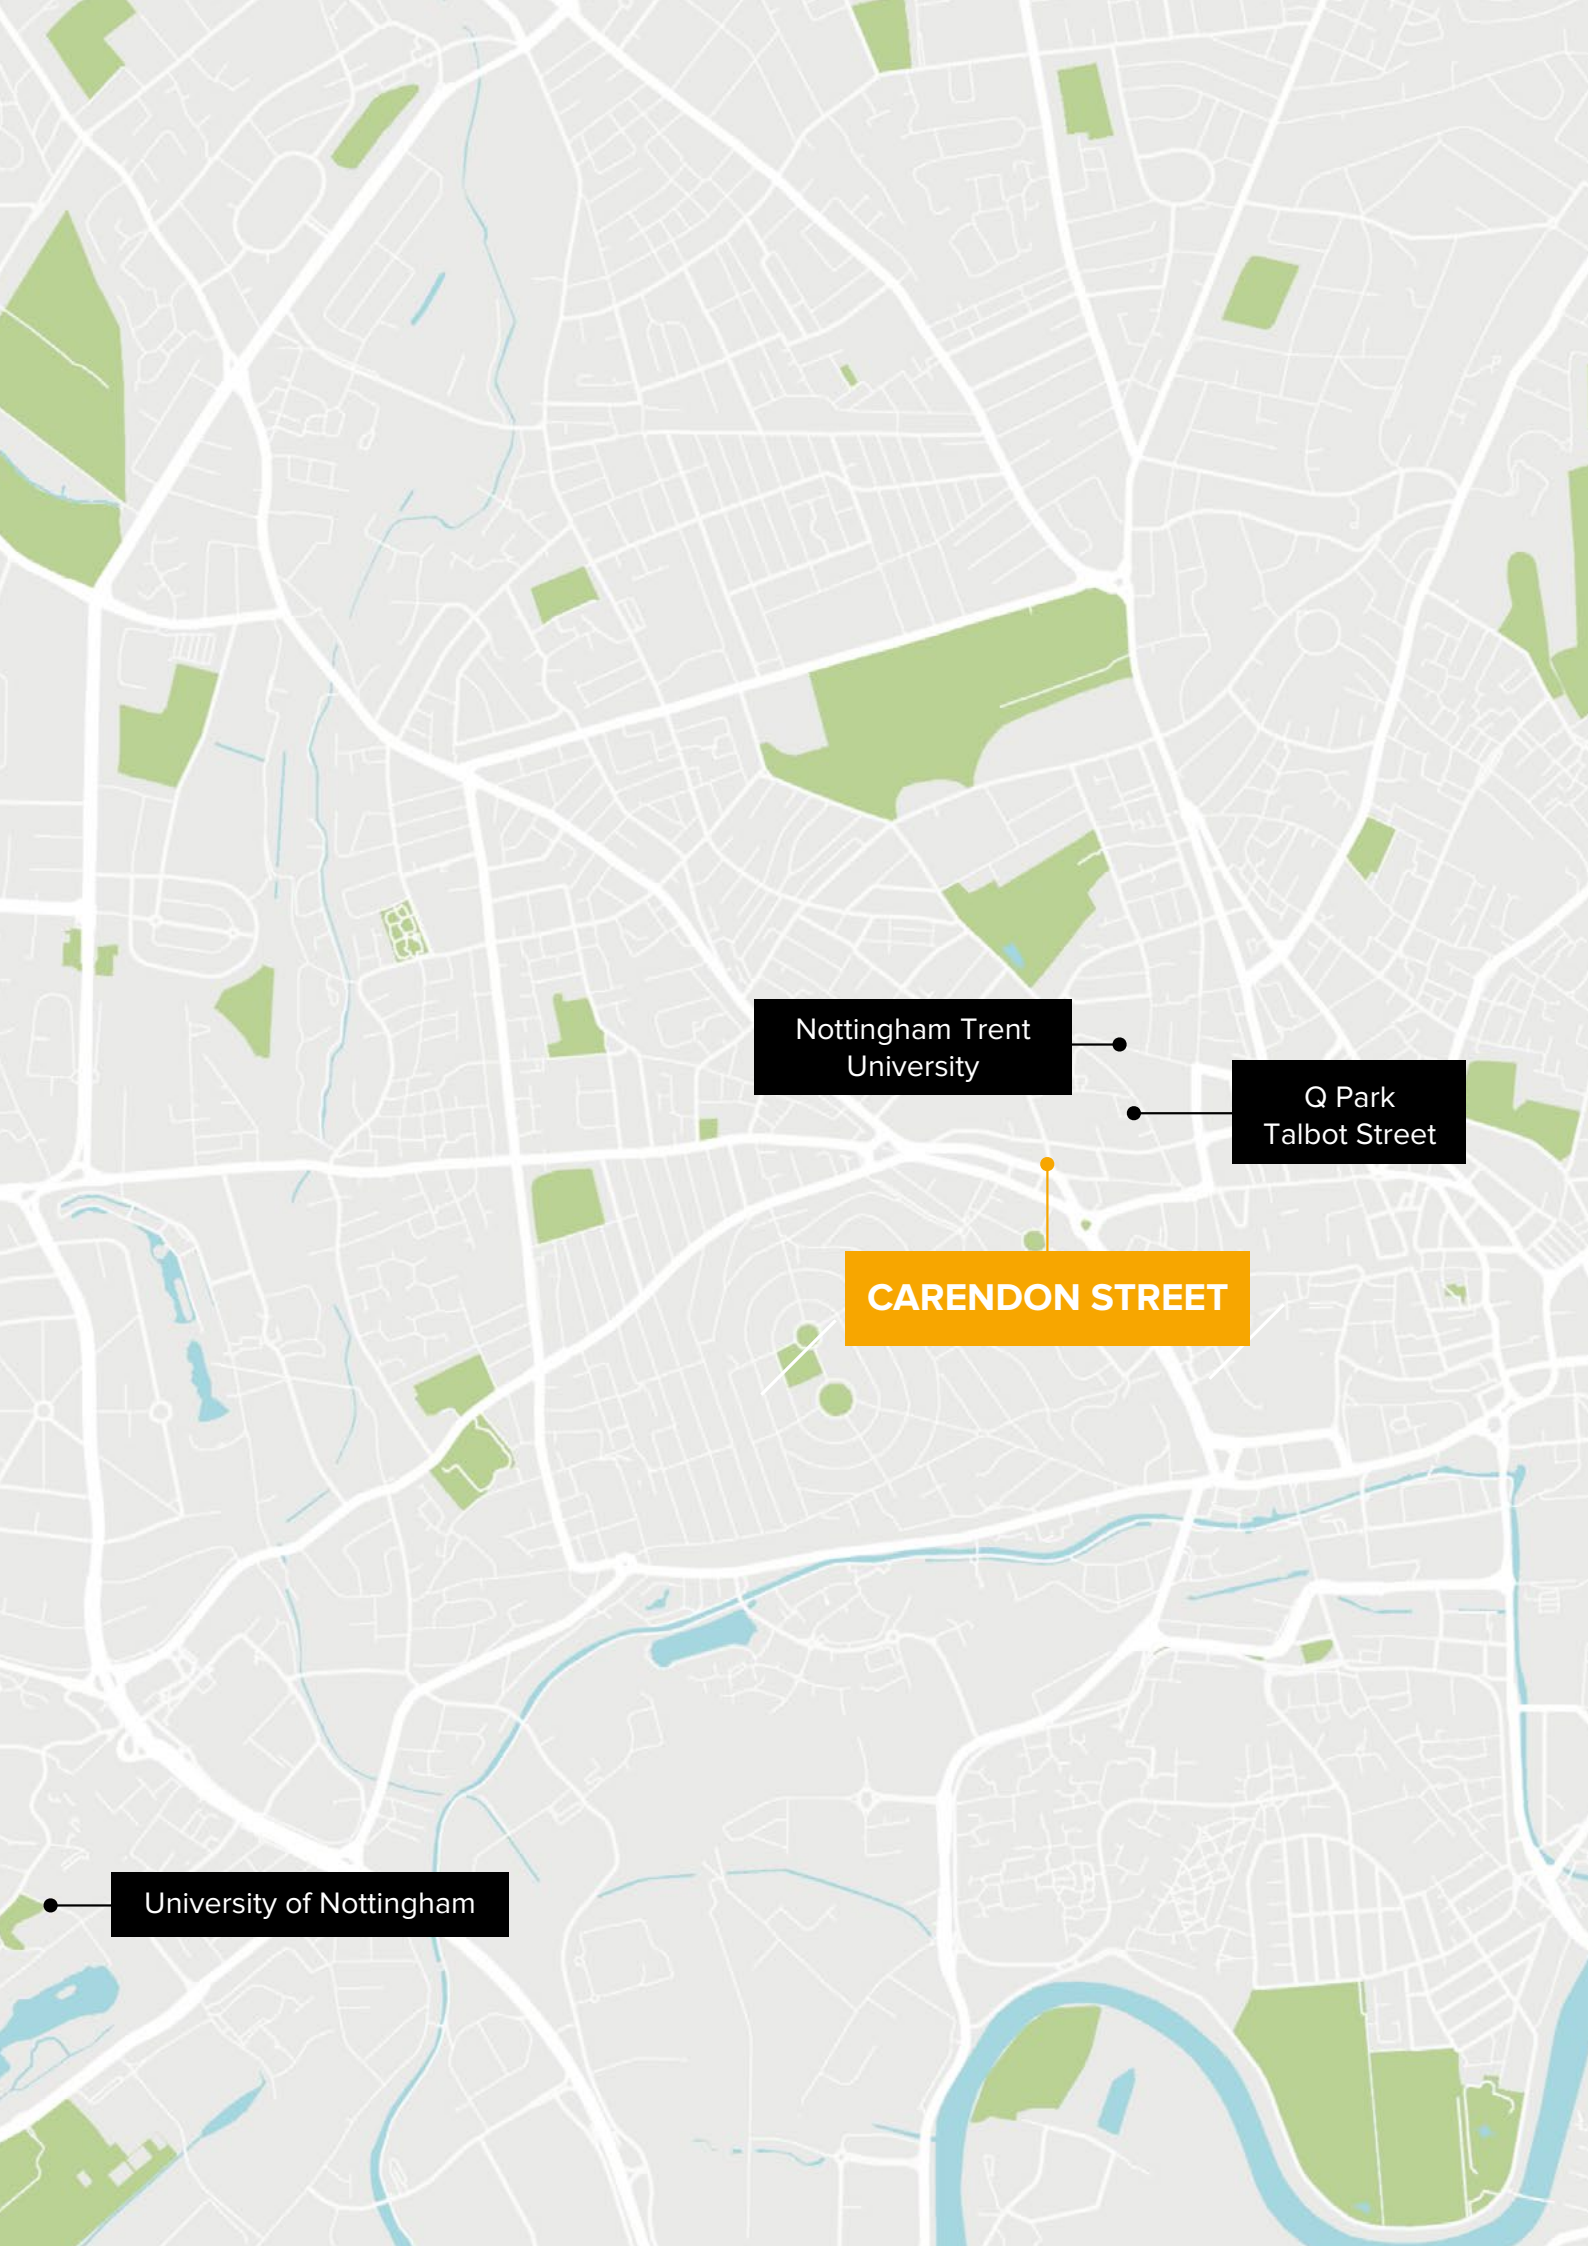 Nottingham Trent
University
Q Park
Talbot Street
CARENDON STREET
University of Nottingham